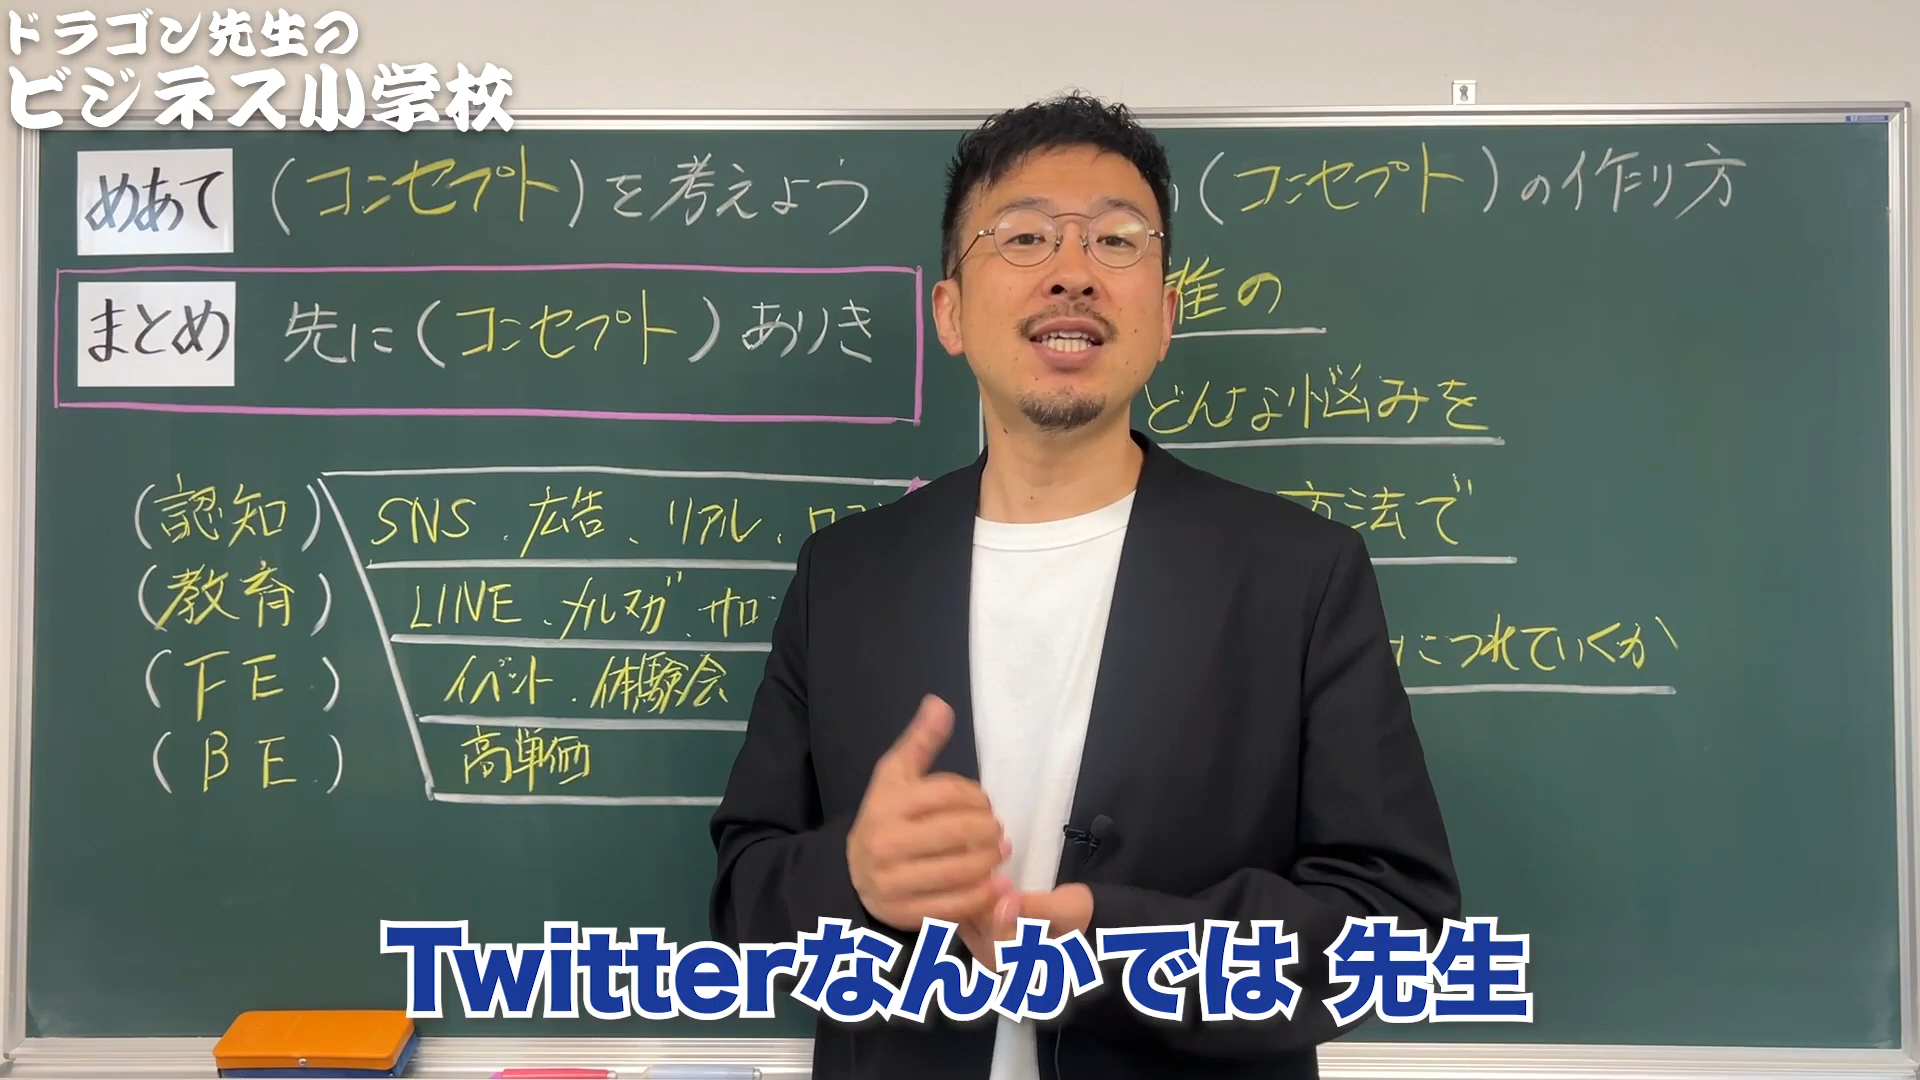 ドラゴン先生の
ビジネス小学校
めあて (コンセプト)を考えよう
まとめ 先に(コンセプト)ありき
(認知) SNS、広告、リアル、
(教育) LINE、メルマガ、サロ
(FE) イベント、体験会
(BE) 高単価
(コンセプト)の作り方
誰の
どんな悩みを
方法で
につれていくか
Twitterなんかでは 先生